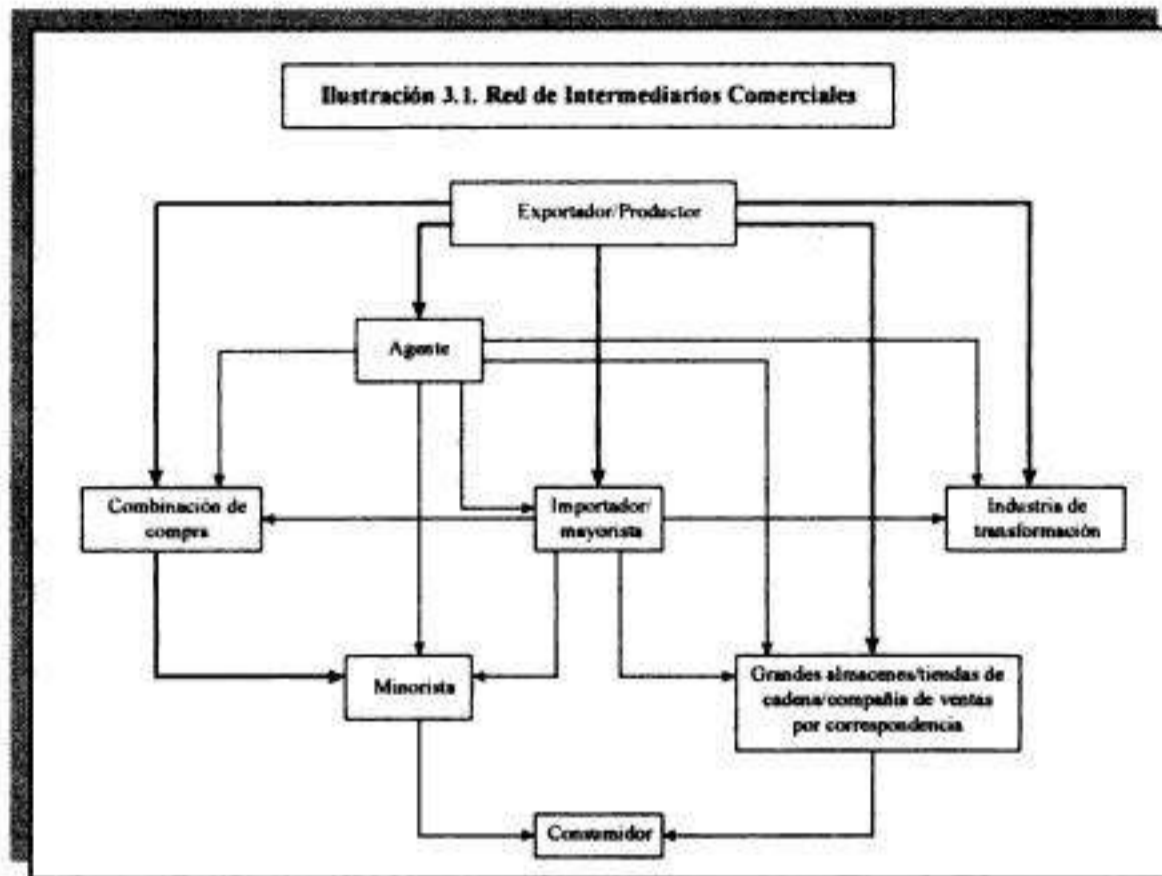 Ilustración 3.1. Red de Intermediarios Comerciales
Exportador/Productor
Agente
Combinación de
compra
Importador/
mayorista
Industria de
transformación
Minorista
Grandes almacenes/tiendas de
cadena/compañía de ventas
por correspondencia
Consumidor